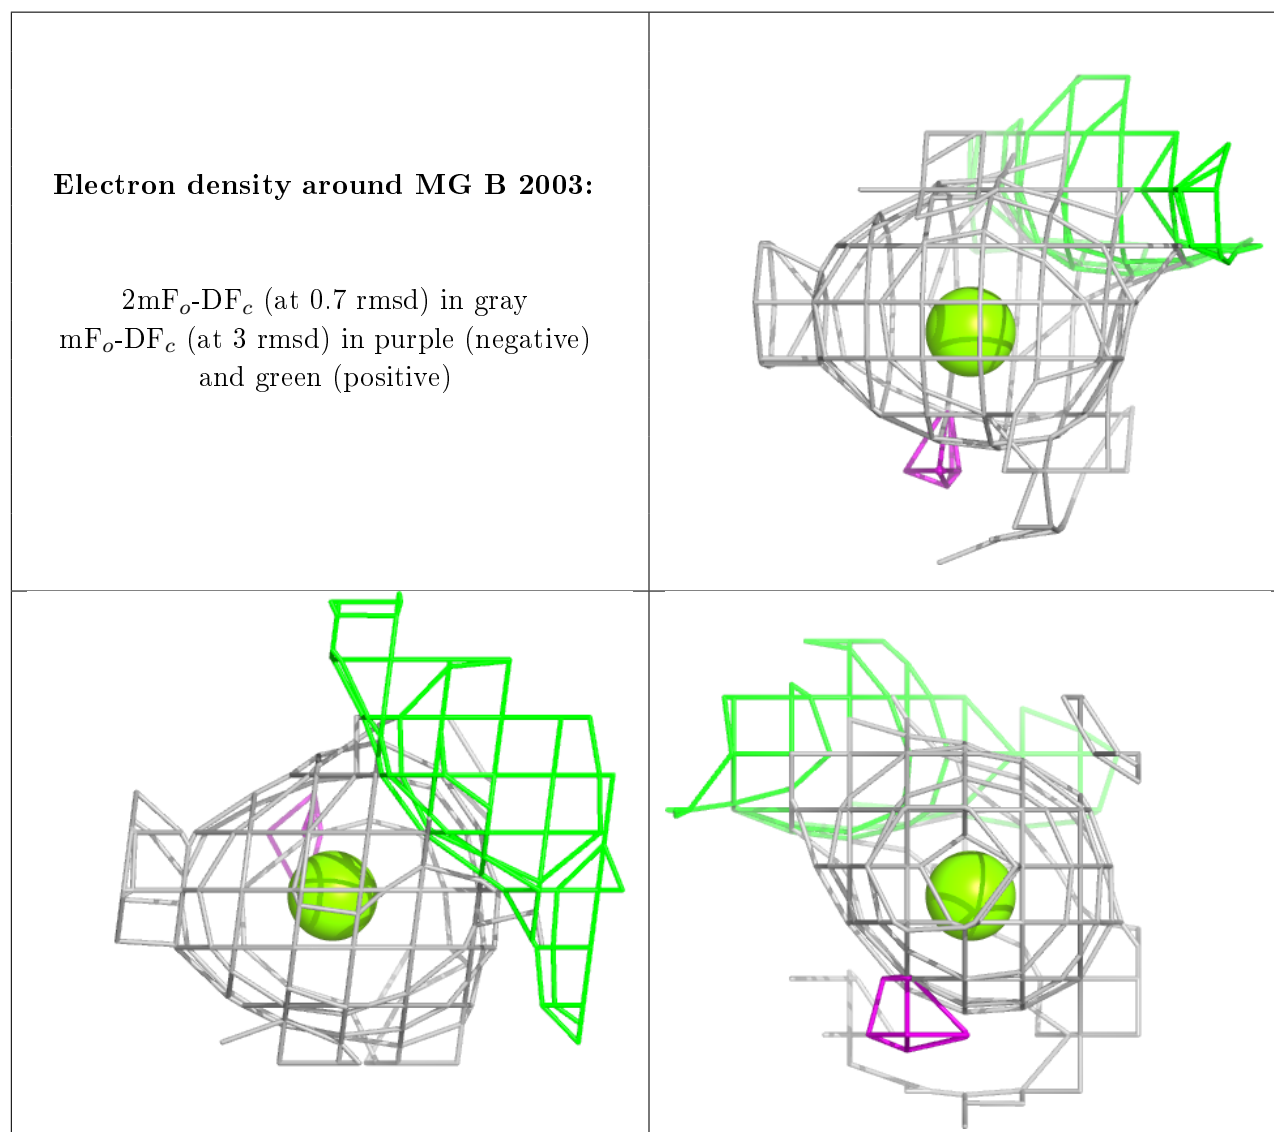 Electron density around MG B 2003:
2mFo-DFc (at 0.7 rmsd) in gray
mFo-DFc (at 3 rmsd) in purple (negative)
and green (positive)